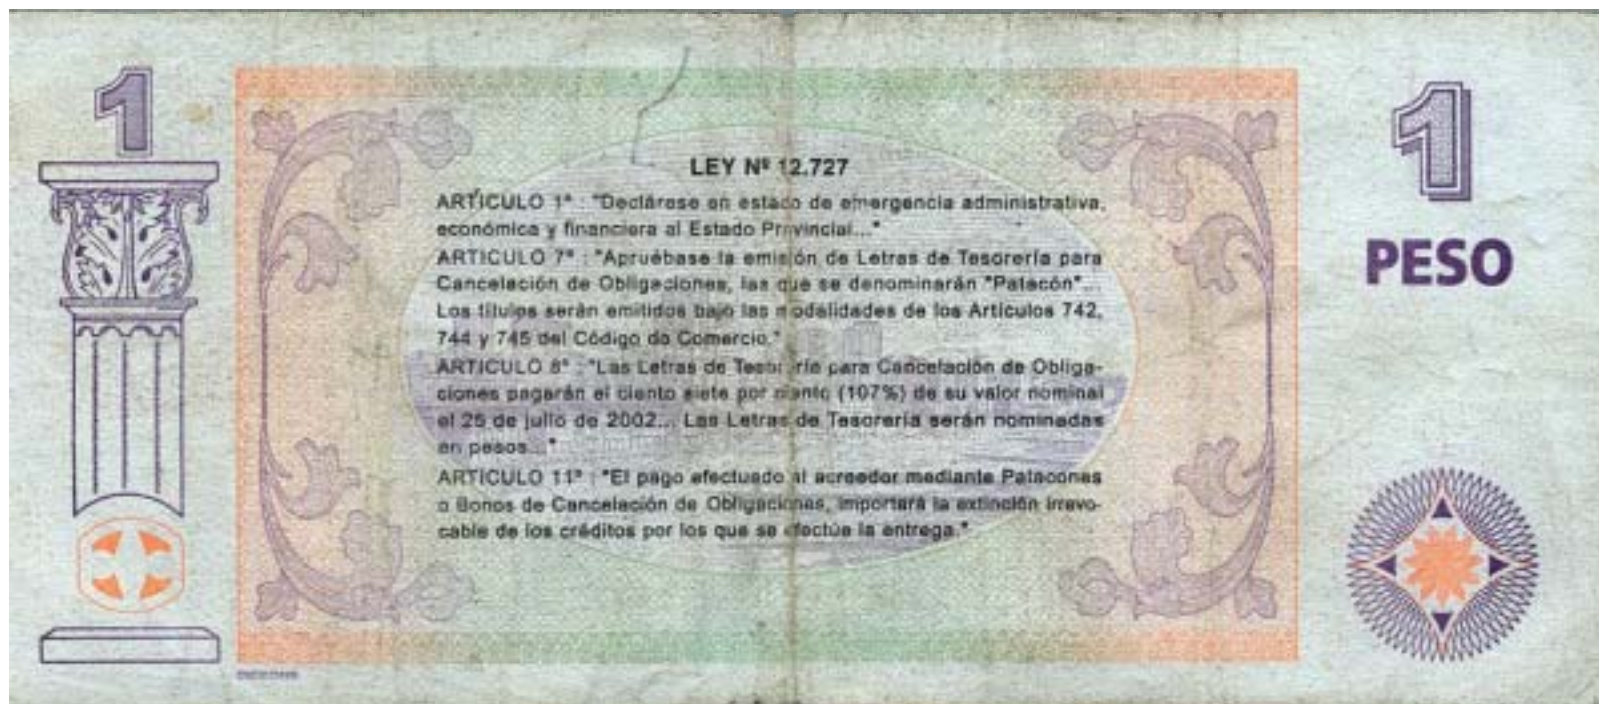 1
1
PESO
LEY Nº 12.727
ARTICULO 1º : "Declárase en estado de emergencia administrativa,
económica y financiera al Estado Provincial..."
ARTICULO 7º : "Apruébase la emisión de Letras de Tesorería para
Cancelación de Obligaciones, las que se denominarán "Patacón"...
Los títulos serán emitidos bajo las modalidades de los Artículos 742,
744 y 745 del Código de Comercio."
ARTICULO 8º : "Las Letras de Tesorería para Cancelación de Obliga-
ciones pagarán el ciento siete por ciento (107%) de su valor nominal
el 25 de julio de 2002... Las Letras de Tesorería serán nominadas
en pesos..."
ARTICULO 11º : "El pago efectuado al acreedor mediante Patacones
o Bonos de Cancelación de Obligaciones, importará la extinción irrevo-
cable de los créditos por los que se efectúe la entrega."